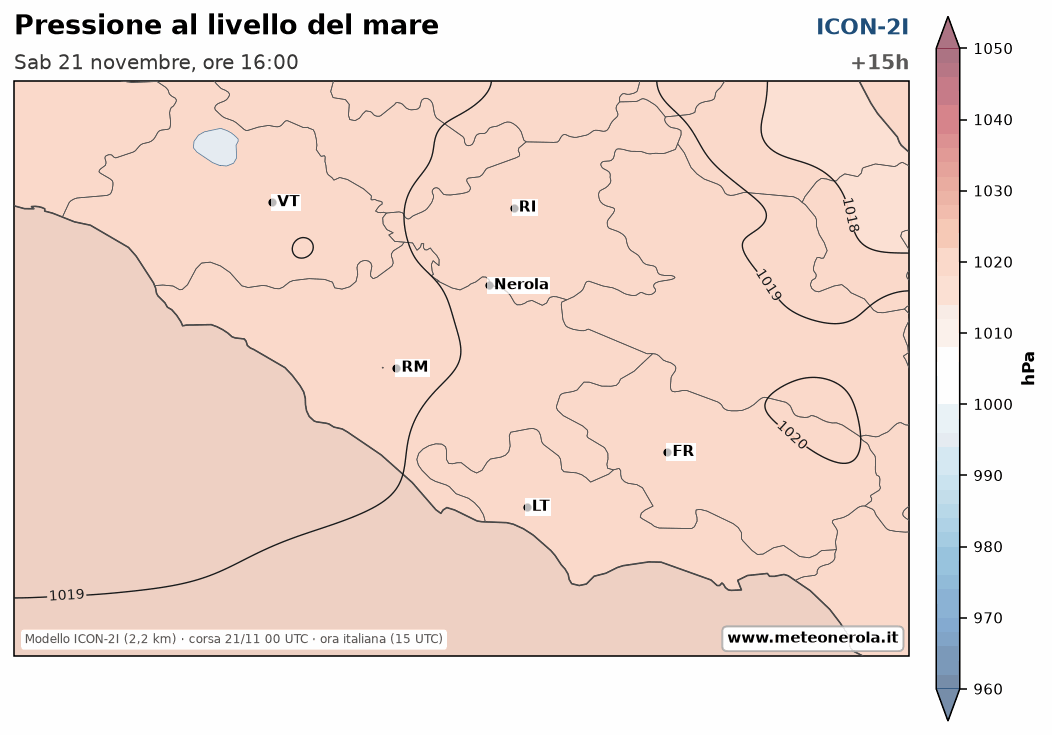 Pressione al livello del mare
ICON-2I
Sab 21 novembre, ore 16:00
+15h
1050
1040
1030
1020
1010
1000
990
980
970
960
hPa
VT
RI
1018
Nerola
1019
RM
1020
FR
LT
1019
Modello ICON-2I (2,2 km) · corsa 21/11 00 UTC · ora italiana (15 UTC)
www.meteonerola.it